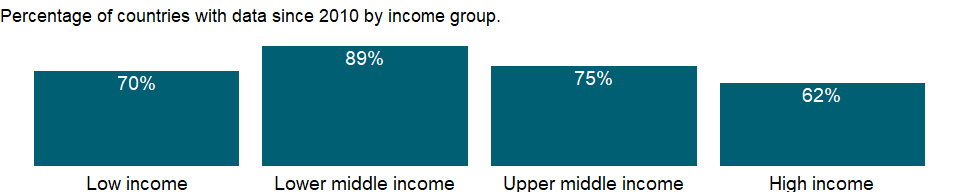 Percentage of countries with data since 2010 by income group.
70%
89%
75%
62%
Low income
Lower middle income
Upper middle income
High income